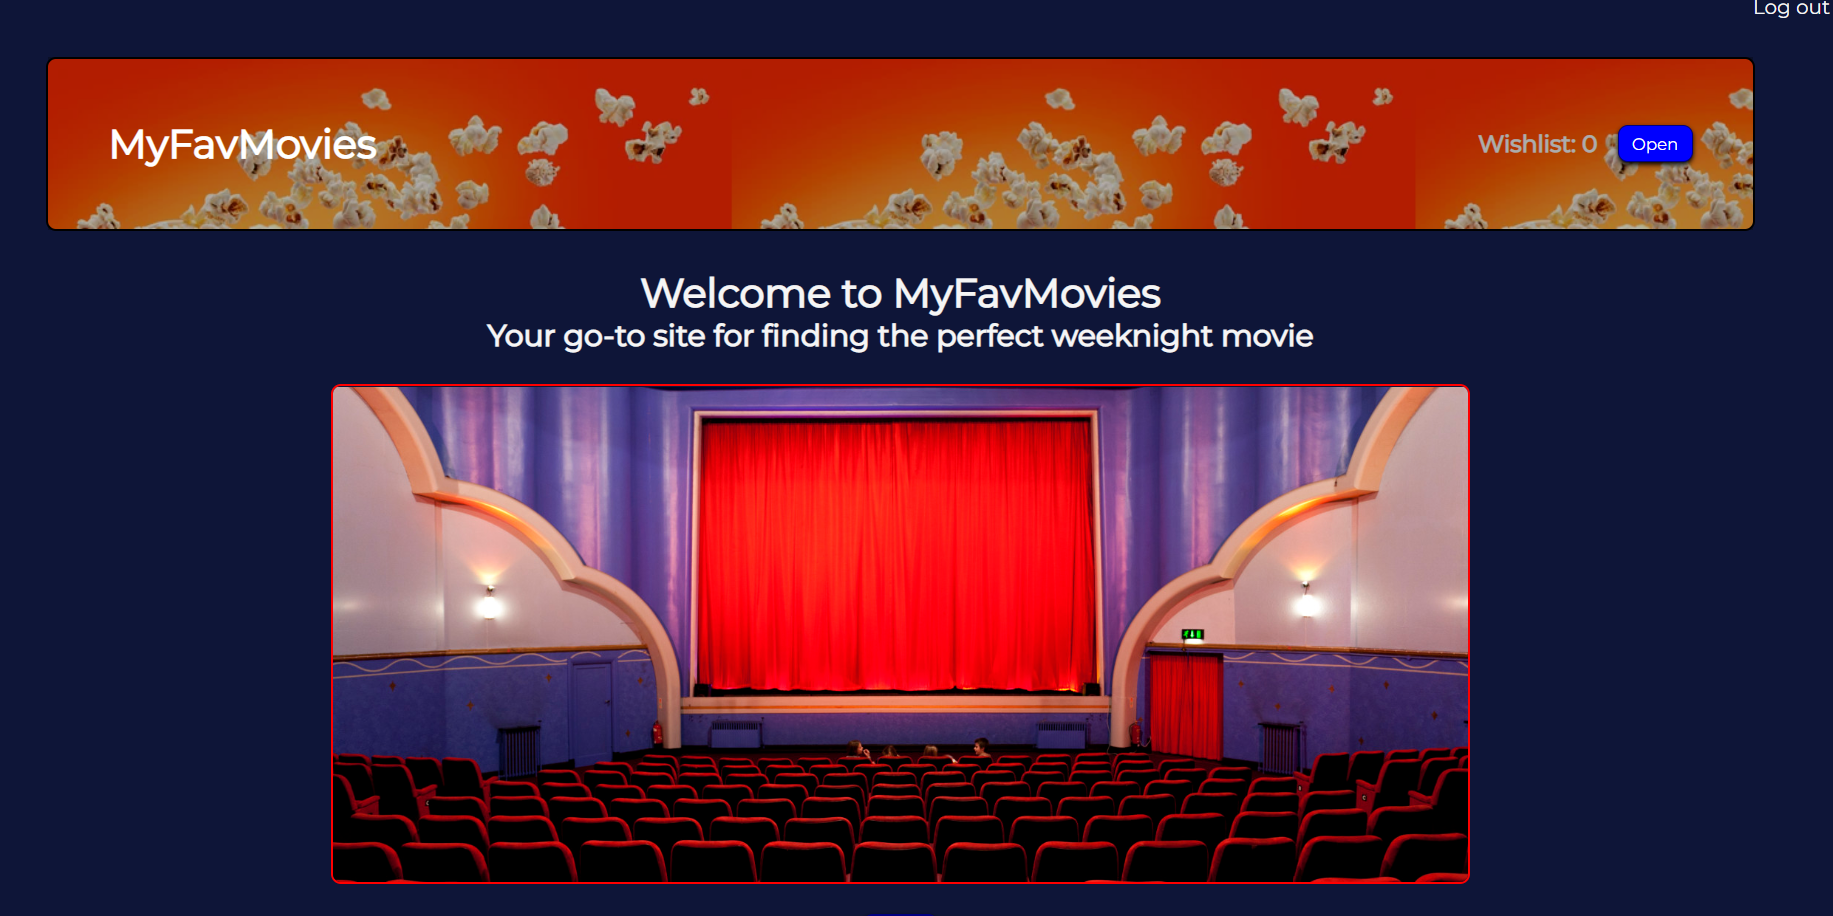 Log out
MyFavMovies
Wishlist: 0
Open
Welcome to MyFavMovies
Your go-to site for finding the perfect weeknight movie